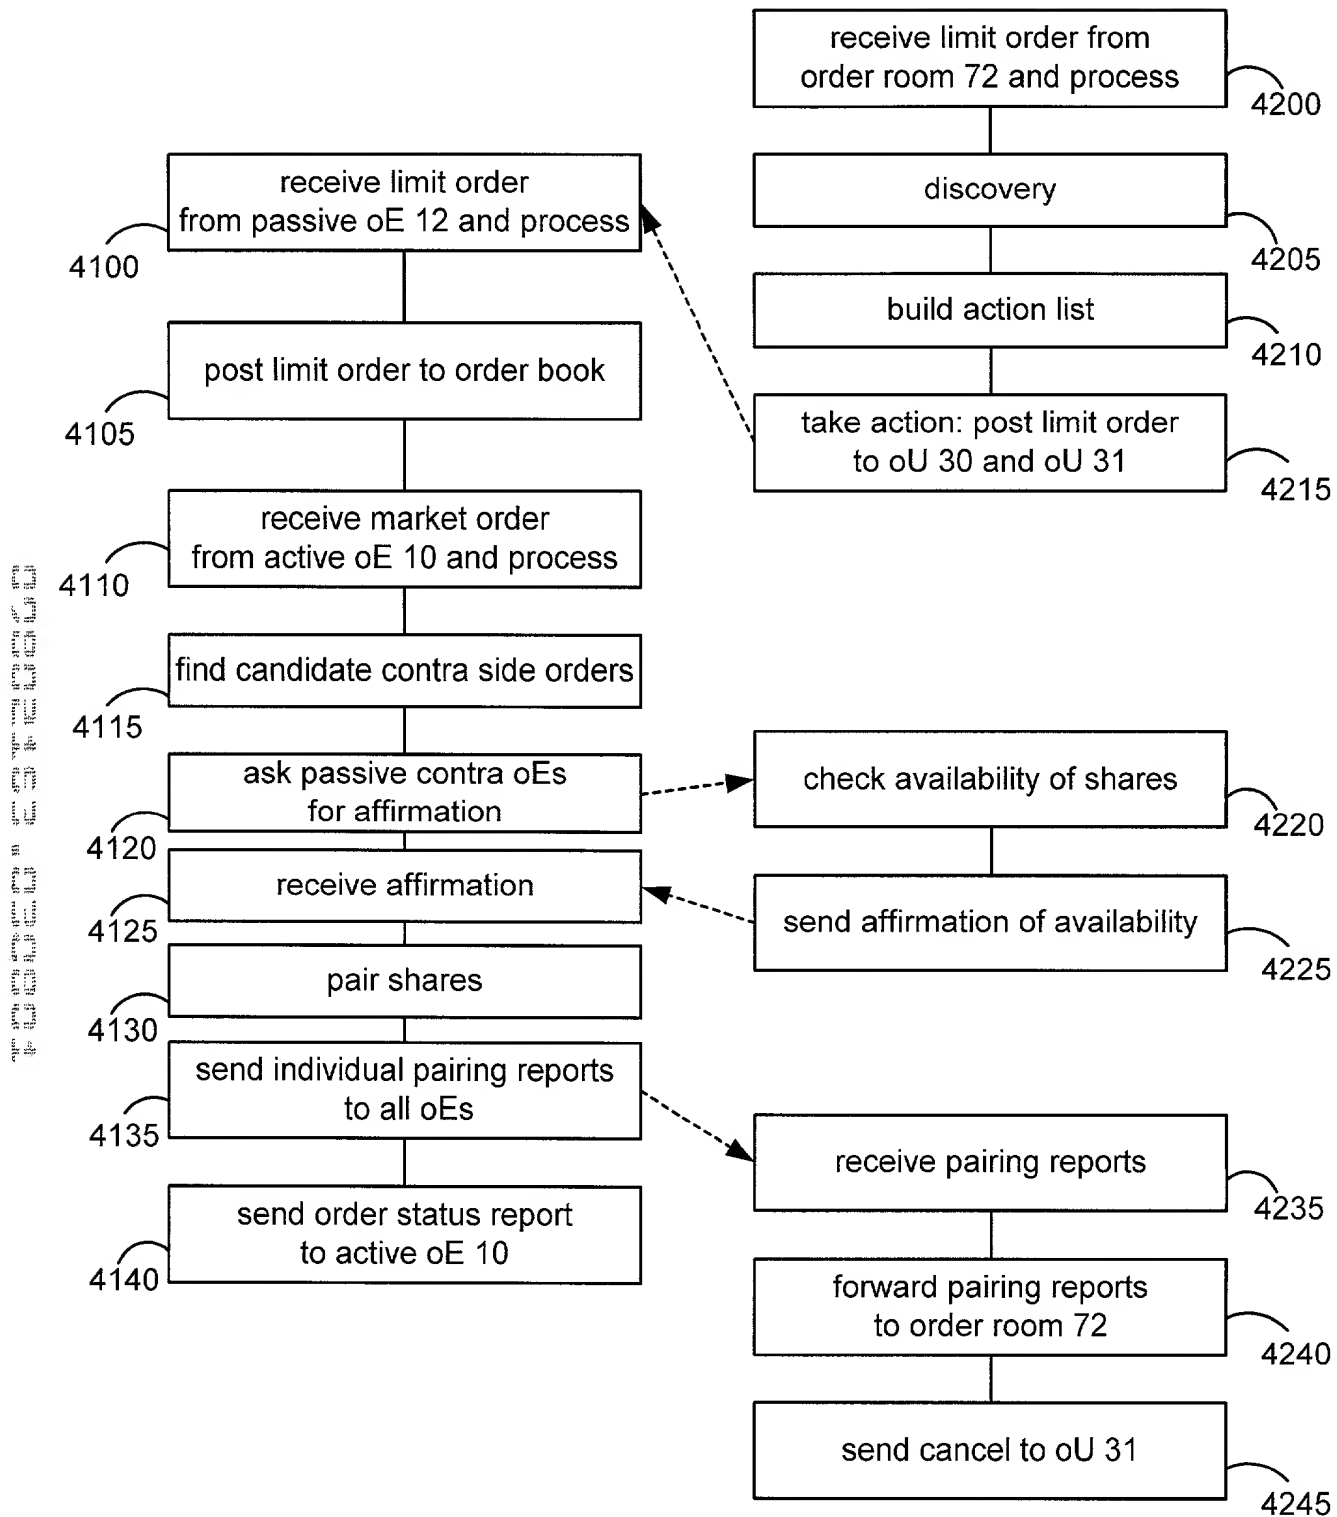 receive limit order from
order room 72 and process
4200
discovery
4205
build action list
4210
take action: post limit order
to oU 30 and oU 31
4215
receive limit order
from passive oE 12 and process
4100
post limit order to order book
4105
receive market order
from active oE 10 and process
4110
find candidate contra side orders
4115
ask passive contra oEs
for affirmation
4120
check availability of shares
4220
receive affirmation
4125
send affirmation of availability
4225
pair shares
4130
send individual pairing reports
to all oEs
4135
receive pairing reports
4235
send order status report
to active oE 10
4140
forward pairing reports
to order room 72
4240
send cancel to oU 31
4245